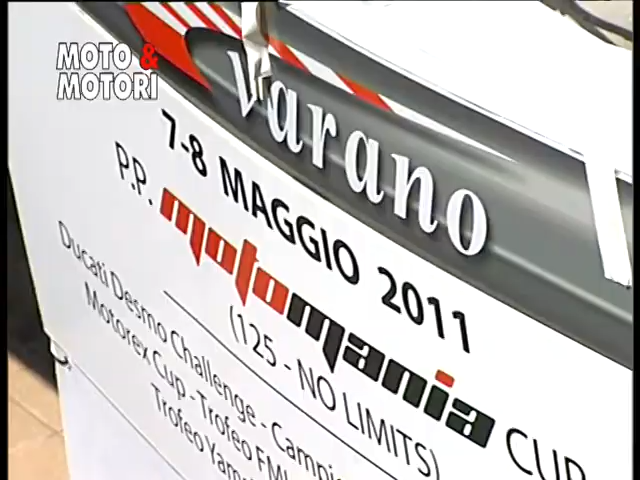 MOTO &
MOTORI
varano
7-8 MAGGIO 2011
P.P. motomania CUP
(125 - NO LIMITS)
Ducati Desmo Challenge -
Motorex Cup - Trofeo
Trofeo